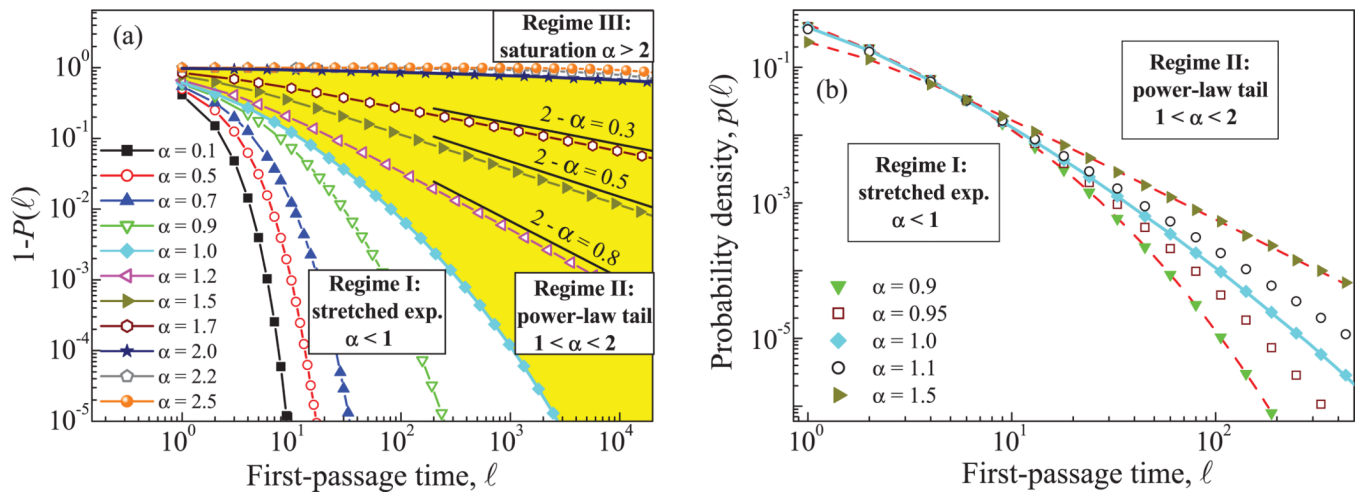 (a)
Regime III:
saturation α > 2
10^0
10^-1
10^-2
10^-3
10^-4
10^-5
1-P(ℓ)
2 - α = 0.3
2 - α = 0.5
2 - α = 0.8
α = 0.1
α = 0.5
α = 0.7
α = 0.9
α = 1.0
α = 1.2
α = 1.5
α = 1.7
α = 2.0
α = 2.2
α = 2.5
Regime I:
stretched exp.
α < 1
Regime II:
power-law tail
1 < α < 2
10^0
10^1
10^2
10^3
10^4
First-passage time, ℓ
(b)
Regime II:
power-law tail
1 < α < 2
Regime I:
stretched exp.
α < 1
10^-1
10^-3
10^-5
Probability density, p(ℓ)
α = 0.9
α = 0.95
α = 1.0
α = 1.1
α = 1.5
10^0
10^1
10^2
First-passage time, ℓ